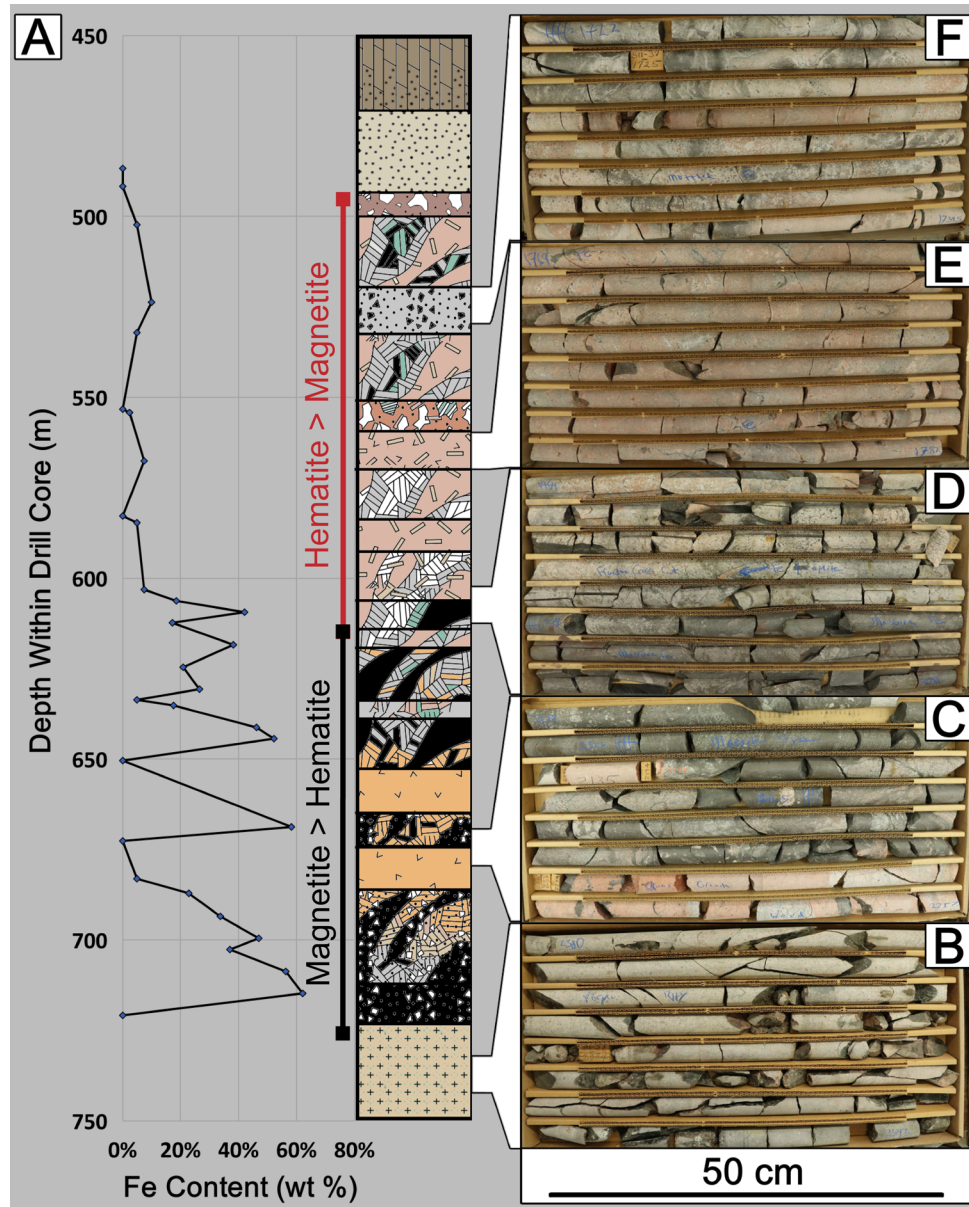 A
450
500
550
600
650
700
750
Depth Within Drill Core (m)
0% 20% 40% 60% 80%
Fe Content (wt %)
Hematite > Magnetite
Magnetite > Hematite
F
E
D
C
2135
B
50 cm